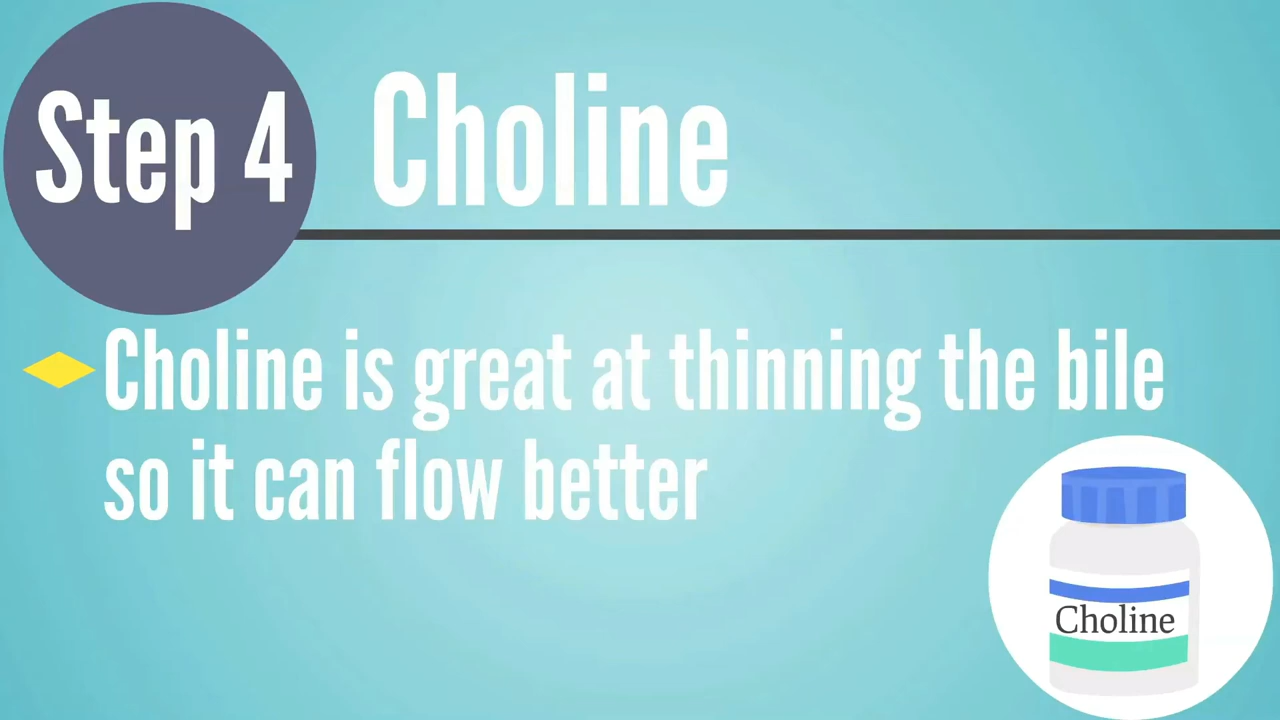 Step 4
Choline
Choline is great at thinning the bile
so it can flow better
Choline